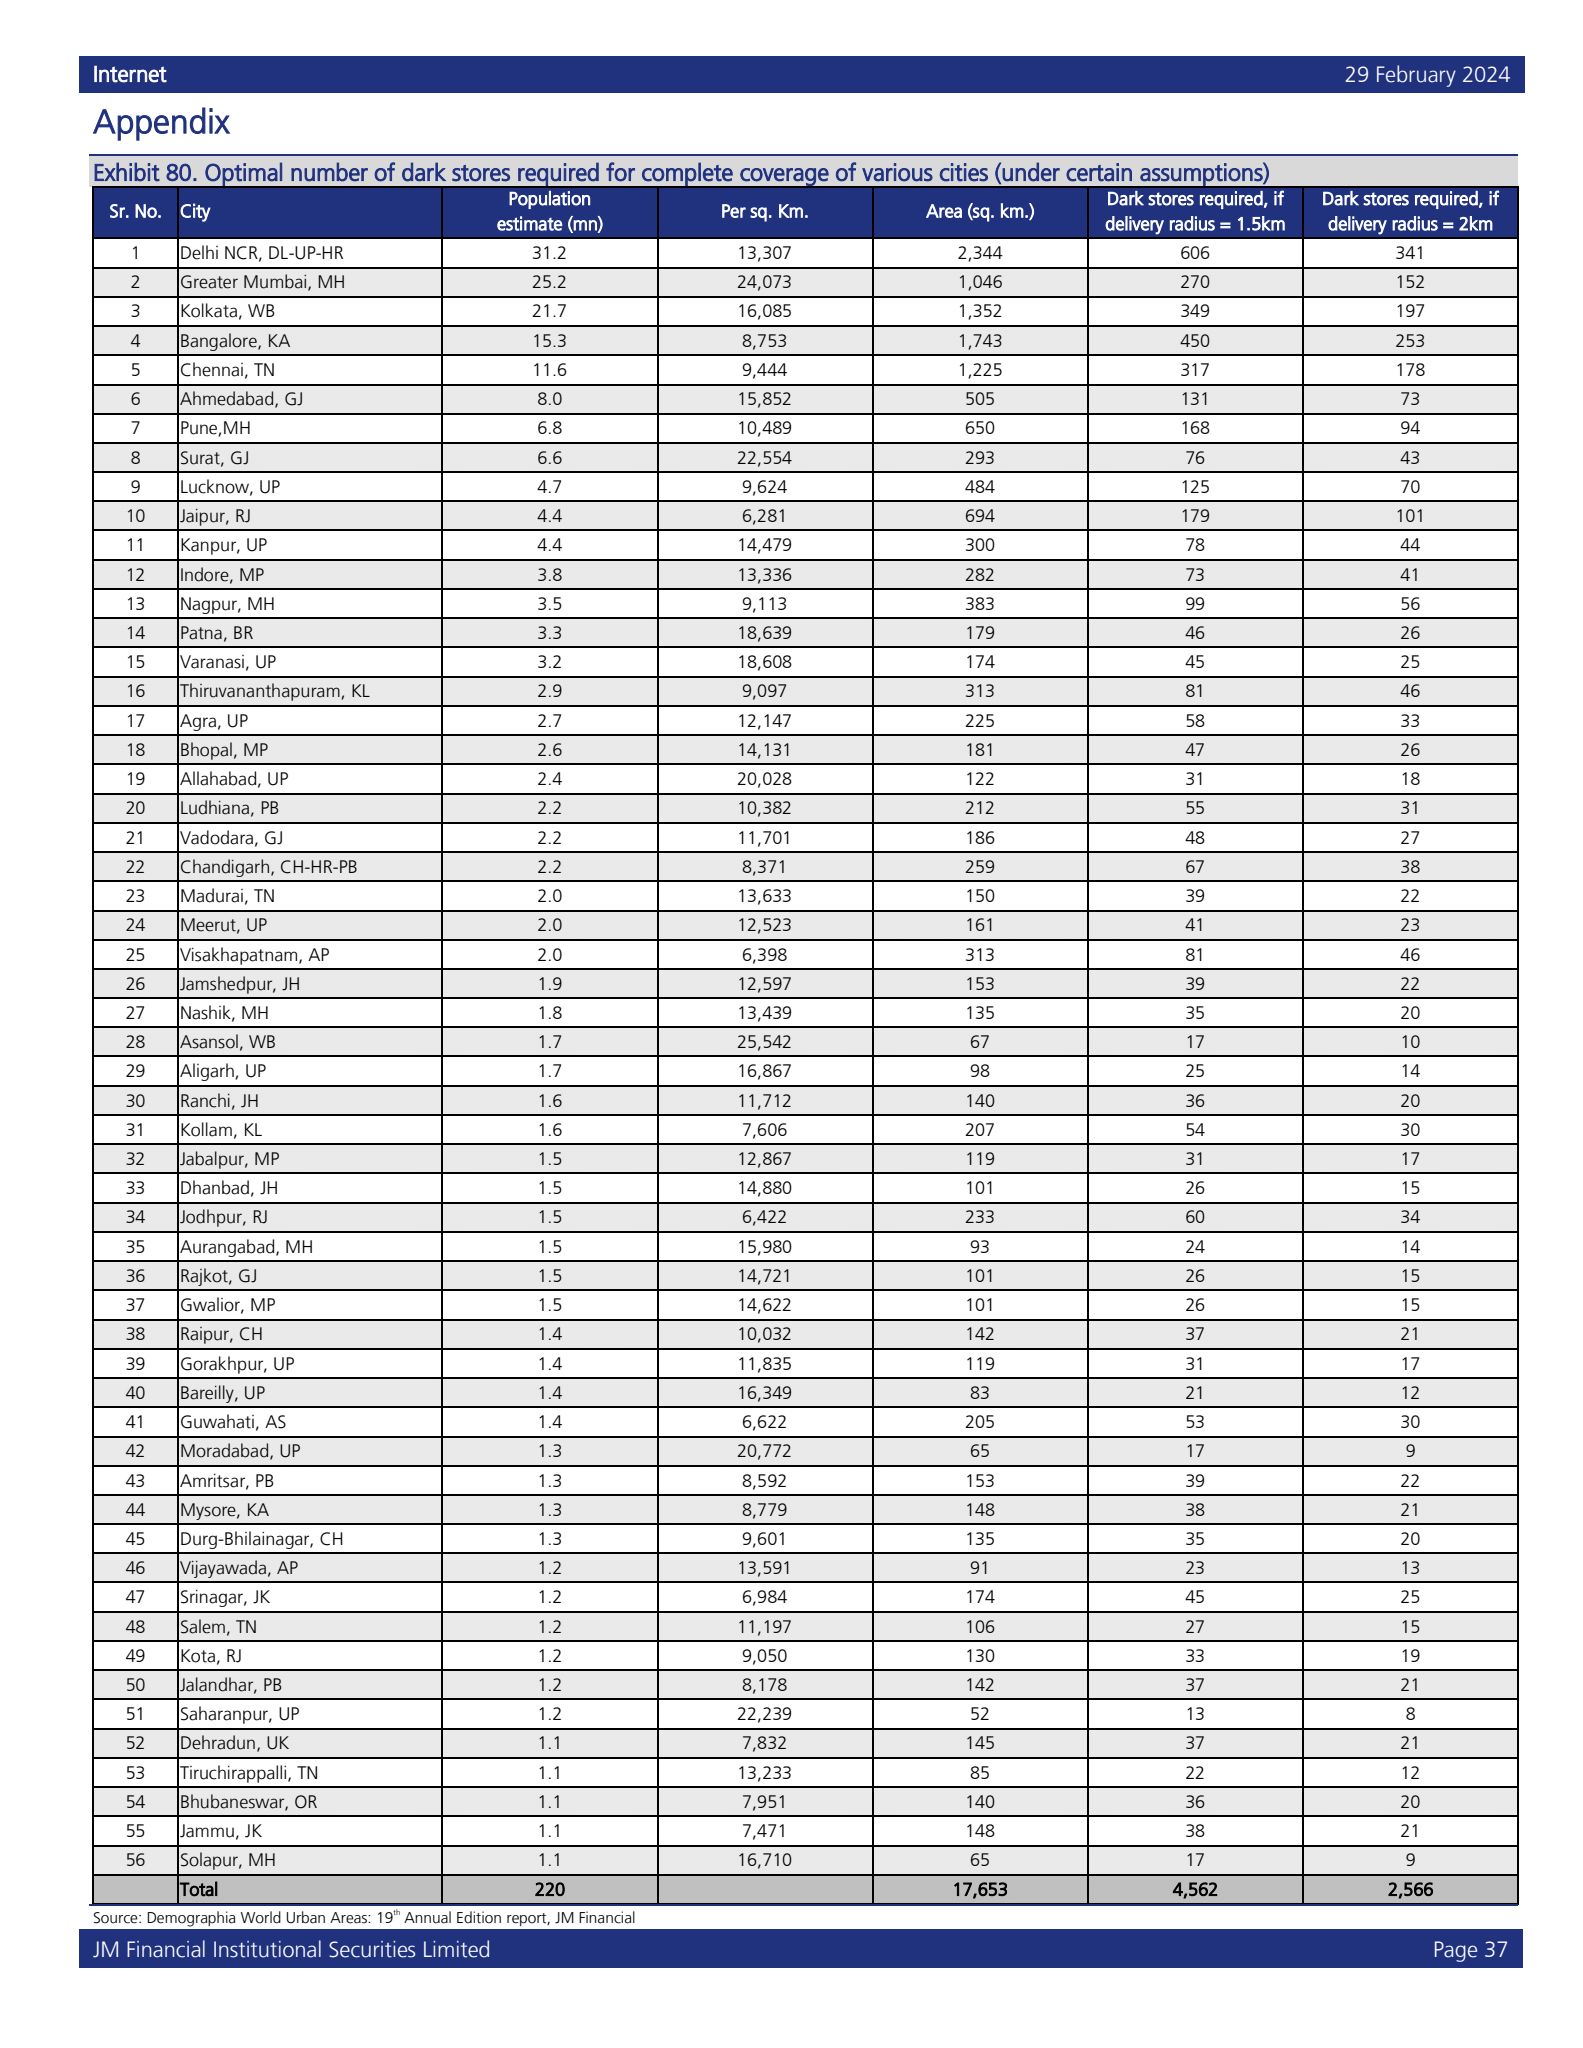 Internet 29 February 2024
Appendix
Exhibit 80. Optimal number of dark stores required for complete coverage of various cities (under certain assumptions)
Sr. No. City Population estimate (mn) Per sq. Km. Area (sq. km.) Dark stores required, if delivery radius = 1.5km Dark stores required, if delivery radius = 2km
1 Delhi NCR, DL-UP-HR 31.2 13,307 2,344 606 341
2 Greater Mumbai, MH 25.2 24,073 1,046 270 152
3 Kolkata, WB 21.7 16,085 1,352 349 197
4 Bangalore, KA 15.3 8,753 1,743 450 253
5 Chennai, TN 11.6 9,444 1,225 317 178
6 Ahmedabad, GJ 8.0 15,852 505 131 73
7 Pune,MH 6.8 10,489 650 168 94
8 Surat, GJ 6.6 22,554 293 76 43
9 Lucknow, UP 4.7 9,624 484 125 70
10 Jaipur, RJ 4.4 6,281 694 179 101
11 Kanpur, UP 4.4 14,479 300 78 44
12 Indore, MP 3.8 13,336 282 73 41
13 Nagpur, MH 3.5 9,113 383 99 56
14 Patna, BR 3.3 18,639 179 46 26
15 Varanasi, UP 3.2 18,608 174 45 25
16 Thiruvananthapuram, KL 2.9 9,097 313 81 46
17 Agra, UP 2.7 12,147 225 58 33
18 Bhopal, MP 2.6 14,131 181 47 26
19 Allahabad, UP 2.4 20,028 122 31 18
20 Ludhiana, PB 2.2 10,382 212 55 31
21 Vadodara, GJ 2.2 11,701 186 48 27
22 Chandigarh, CH-HR-PB 2.2 8,371 259 67 38
23 Madurai, TN 2.0 13,633 150 39 22
24 Meerut, UP 2.0 12,523 161 41 23
25 Visakhapatnam, AP 2.0 6,398 313 81 46
26 Jamshedpur, JH 1.9 12,597 153 39 22
27 Nashik, MH 1.8 13,439 135 35 20
28 Asansol, WB 1.7 25,542 67 17 10
29 Aligarh, UP 1.7 16,867 98 25 14
30 Ranchi, JH 1.6 11,712 140 36 20
31 Kollam, KL 1.6 7,606 207 54 30
32 Jabalpur, MP 1.5 12,867 119 31 17
33 Dhanbad, JH 1.5 14,880 101 26 15
34 Jodhpur, RJ 1.5 6,422 233 60 34
35 Aurangabad, MH 1.5 15,980 93 24 14
36 Rajkot, GJ 1.5 14,721 101 26 15
37 Gwalior, MP 1.5 14,622 101 26 15
38 Raipur, CH 1.4 10,032 142 37 21
39 Gorakhpur, UP 1.4 11,835 119 31 17
40 Bareilly, UP 1.4 16,349 83 21 12
41 Guwahati, AS 1.4 6,622 205 53 30
42 Moradabad, UP 1.3 20,772 65 17 9
43 Amritsar, PB 1.3 8,592 153 39 22
44 Mysore, KA 1.3 8,779 148 38 21
45 Durg-Bhilainagar, CH 1.3 9,601 135 35 20
46 Vijayawada, AP 1.2 13,591 91 23 13
47 Srinagar, JK 1.2 6,984 174 45 25
48 Salem, TN 1.2 11,197 106 27 15
49 Kota, RJ 1.2 9,050 130 33 19
50 Jalandhar, PB 1.2 8,178 142 37 21
51 Saharanpur, UP 1.2 22,239 52 13 8
52 Dehradun, UK 1.1 7,832 145 37 21
53 Tiruchirappalli, TN 1.1 13,233 85 22 12
54 Bhubaneswar, OR 1.1 7,951 140 36 20
55 Jammu, JK 1.1 7,471 148 38 21
56 Solapur, MH 1.1 16,710 65 17 9
Total 220 17,653 4,562 2,566
Source: Demographia World Urban Areas: 19th Annual Edition report, JM Financial
JM Financial Institutional Securities Limited Page 37